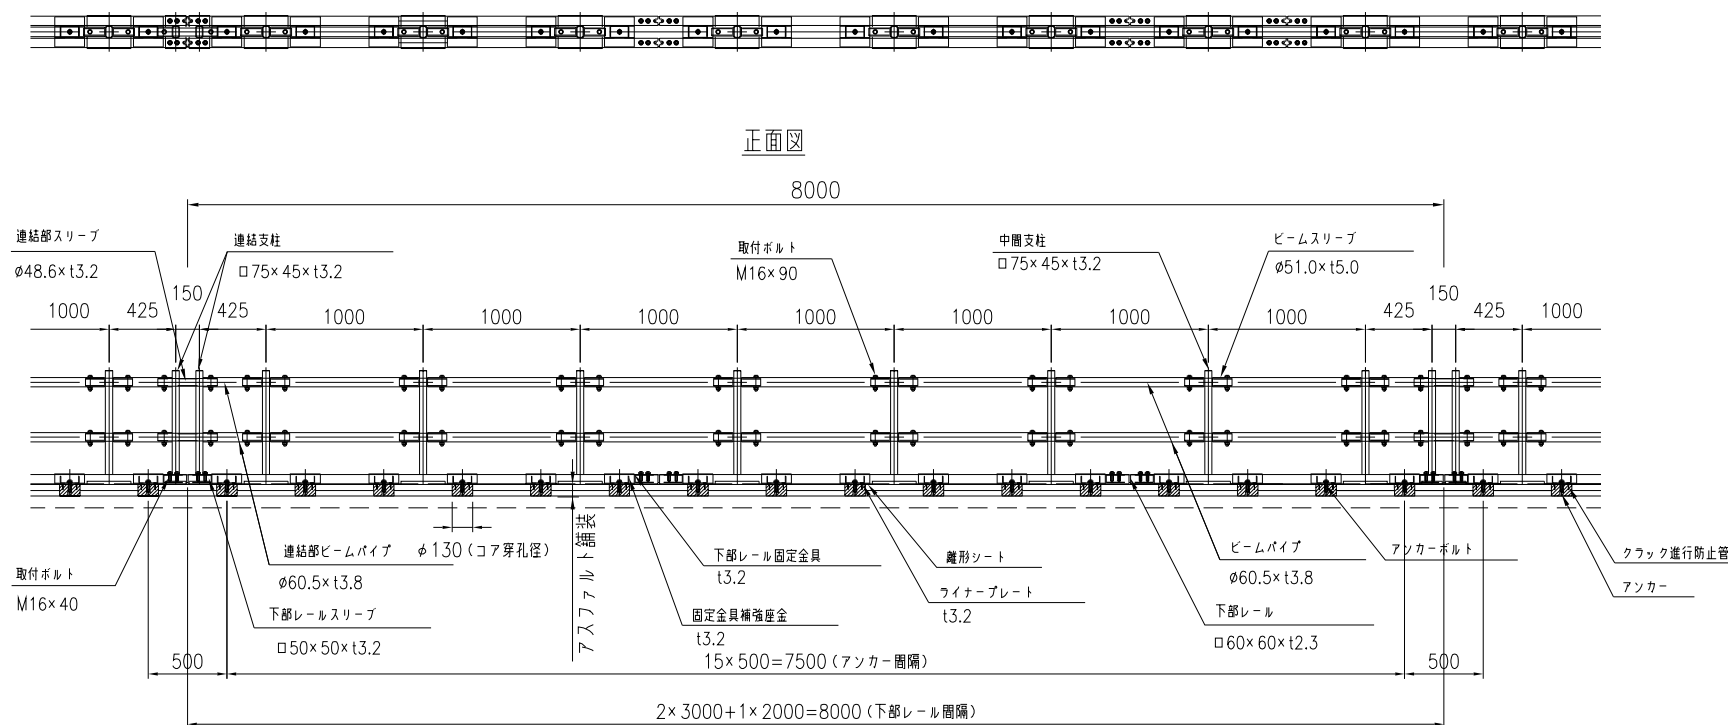 正面図
8000
連結部スリーブ
φ48.6×t3.2
連結支柱
□75×45×t3.2
取付ボルト
M16×90
中間支柱
□75×45×t3.2
ビームスリーブ
φ51.0×t5.0
1000 425 150 425 1000 1000 1000 1000 1000 1000 1000 425 150 425 1000
取付ボルト
M16×40
連結部ビームパイプ
φ60.5×t3.8
下部レールスリーブ
□50×50×t3.2
φ130(コア穿孔径)
アスファルト舗装
下部レール固定金具
t3.2
固定金具補強座金
t3.2
離形シート
ライナープレート
t3.2
ビームパイプ
φ60.5×t3.8
下部レール
□60×60×t2.3
アンカーボルト
クラック進行防止管
アンカー
500 15×500=7500(アンカー間隔) 500
2×3000+1×2000=8000(下部レール間隔)